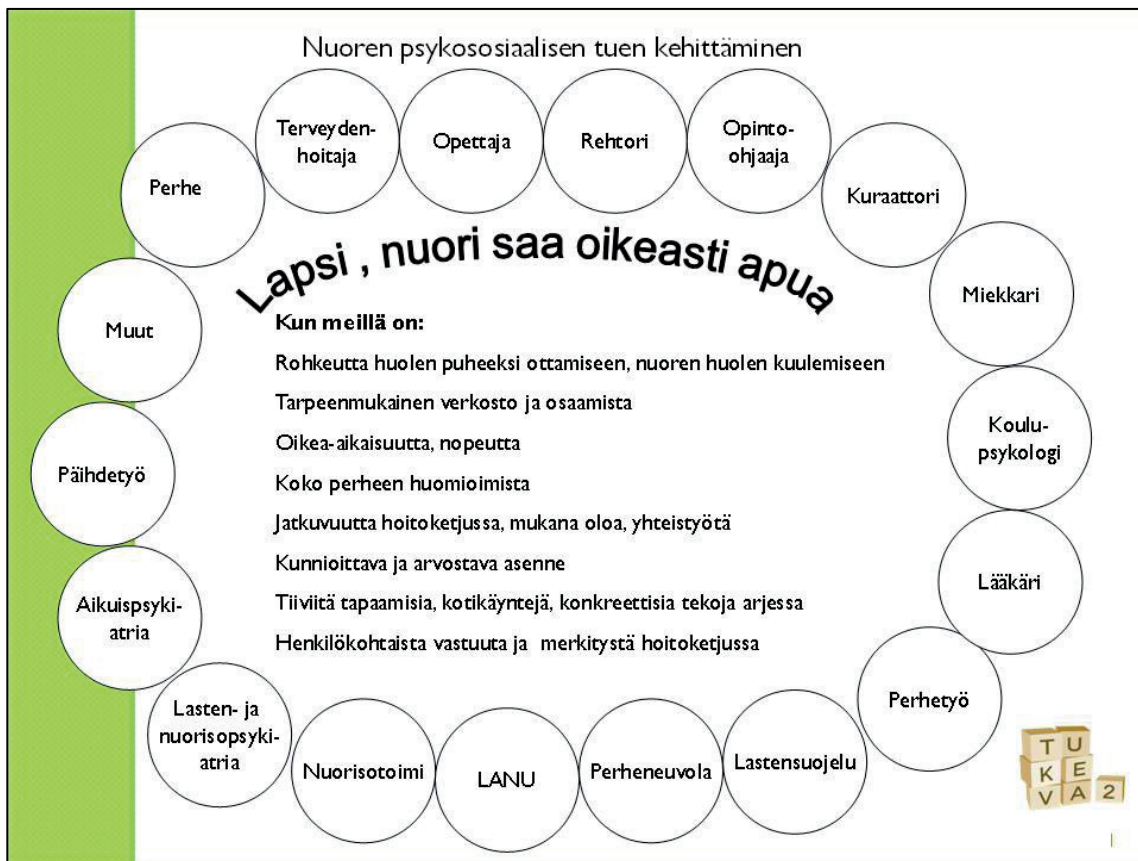 Nuoren psykososiaalisen tuen kehittäminen
Terveyden-
hoitaja
Opettaja
Rehtori
Opinto-
ohjaaja
Perhe
Kuraattori
Lapsi , nuori saa oikeasti apua
Miekkari
Muut
Kun meillä on:
Rohkeutta huolen puheeksi ottamiseen, nuoren huolen kuulemiseen
Tarpeenmukainen verkosto ja osaamista
Oikea-aikaisuutta, nopeutta
Koko perheen huomioimista
Jatkuvuutta hoitoketjussa, mukana oloa, yhteistyötä
Kunnioittava ja arvostava asenne
Tiiviitä tapaamisia, kotikäyntejä, konkreettisia tekoja arjessa
Henkilökohtaista vastuuta ja merkitystä hoitoketjussa
Koulu-
psykologi
Päihdetyö
Lääkäri
Aikuispsyki-
atria
Perhetyö
Lasten- ja
nuorisopsyki-
atria
Nuorisotoimi
LANU
Perheneuvola
Lastensuojelu
T U
K E
V A 2
1